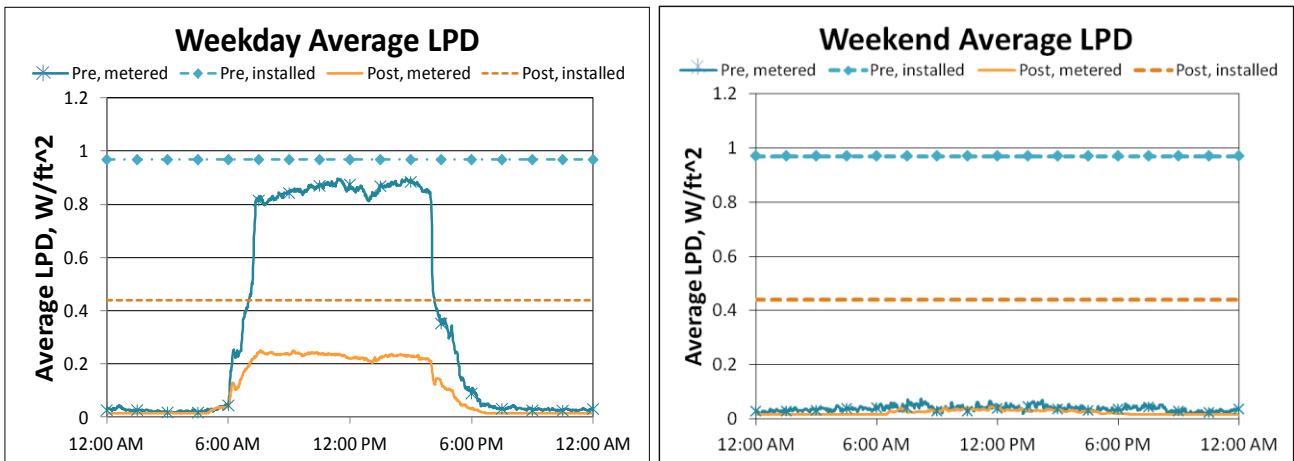 Weekday Average LPD
Pre, metered Pre, installed Post, metered Post, installed
1.2
1
0.8
0.6
0.4
0.2
0
Average LPD, W/ft^2
12:00 AM 6:00 AM 12:00 PM 6:00 PM 12:00 AM
Weekend Average LPD
Pre, metered Pre, installed Post, metered Post, installed
1.2
1
0.8
0.6
0.4
0.2
0
Average LPD, W/ft^2
12:00 AM 6:00 AM 12:00 PM 6:00 PM 12:00 AM